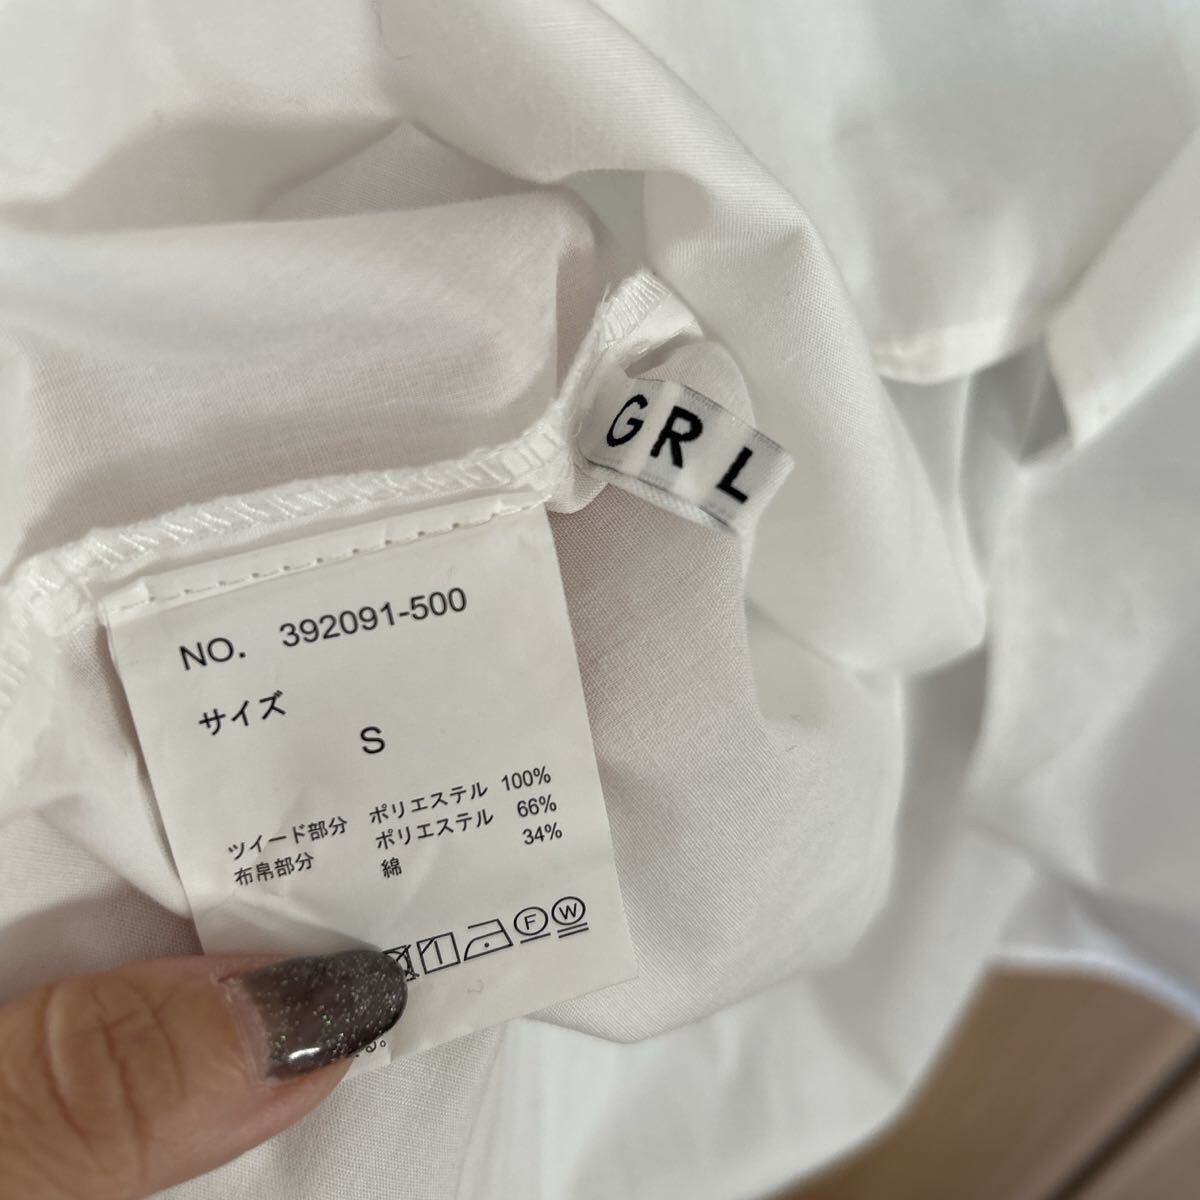 GRL
NO. 392091-500
サイズ
S
ツイード部分 ポリエステル 100%
布帛部分 ポリエステル 66%
綿 34%
F W
る。